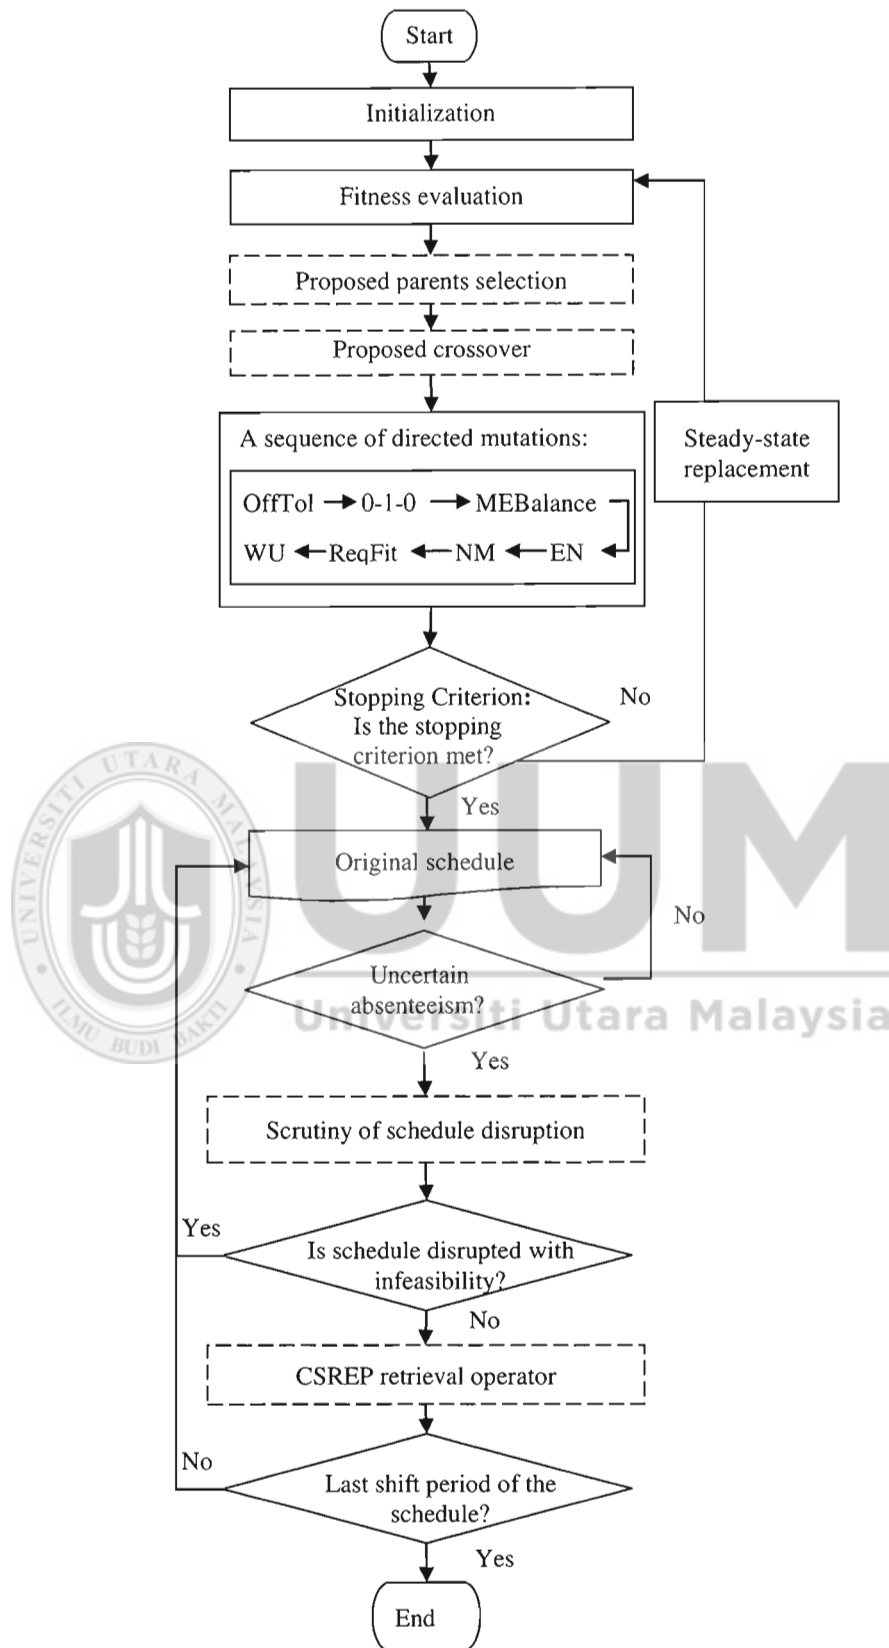 Start
Initialization
Fitness evaluation
Proposed parents selection
Proposed crossover
A sequence of directed mutations:
OffTol 0-1-0 MEBalance
WU ReqFit NM EN
Steady-state
replacement
Stopping Criterion:
Is the stopping
criterion met?
No
Yes
Original schedule
No
Uncertain
absenteeism?
Yes
Scrutiny of schedule disruption
Yes
Is schedule disrupted with
infeasibility?
No
CSREP retrieval operator
No
Last shift period of the
schedule?
Yes
End
UUM
Universiti Utara Malaysia
UNIVERSITI UTARA MALAYSIA
ILMU BUDI BAKTI